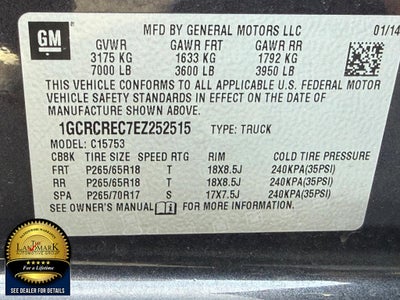 GM
MFD BY GENERAL MOTORS LLC 01/14
GVWR GAWR FRT GAWR RR
3175 KG 1633 KG 1792 KG
7000 LB 3600 LB 3950 LB
THIS VEHICLE CONFORMS TO ALL APPLICABLE U.S. FEDERAL MOTOR
VEHICLE SAFETY STANDARDS IN EFFECT ON THE DATE OF
MANUFACTURE SHOWN ABOVE.
1GCRCREC7EZ252515 TYPE: TRUCK
MODEL: C15753
CB8K TIRE SIZE SPEED RTG RIM COLD TIRE PRESSURE
FRT P265/65R18 T 18X8.5J 240KPA(35PSI)
RR P265/65R18 T 18X8.5J 240KPA(35PSI)
SPA P265/70R17 S 17X7.5J 240KPA(35PSI)
SEE OWNER'S MANUAL FOR MORE INFORMATION.
The
LANDMARK
For a Lifetime
SEE DEALER FOR DETAILS